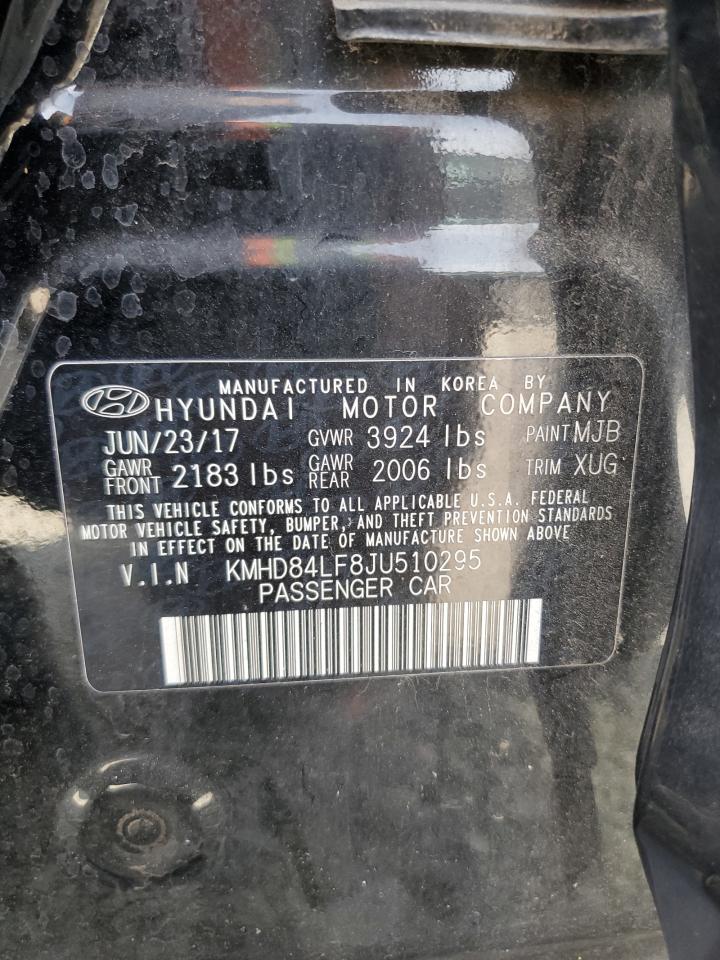 MANUFACTURED IN KOREA BY
HYUNDAI MOTOR COMPANY
JUN/23/17 GVWR 3924 lbs PAINT MJB
GAWR FRONT 2183 lbs GAWR REAR 2006 lbs TRIM XUG
THIS VEHICLE CONFORMS TO ALL APPLICABLE U.S.A. FEDERAL
MOTOR VEHICLE SAFETY, BUMPER, AND THEFT PREVENTION STANDARDS
IN EFFECT ON THE DATE OF MANUFACTURE SHOWN ABOVE
V.I.N KMHD84LF8JU510295
PASSENGER CAR